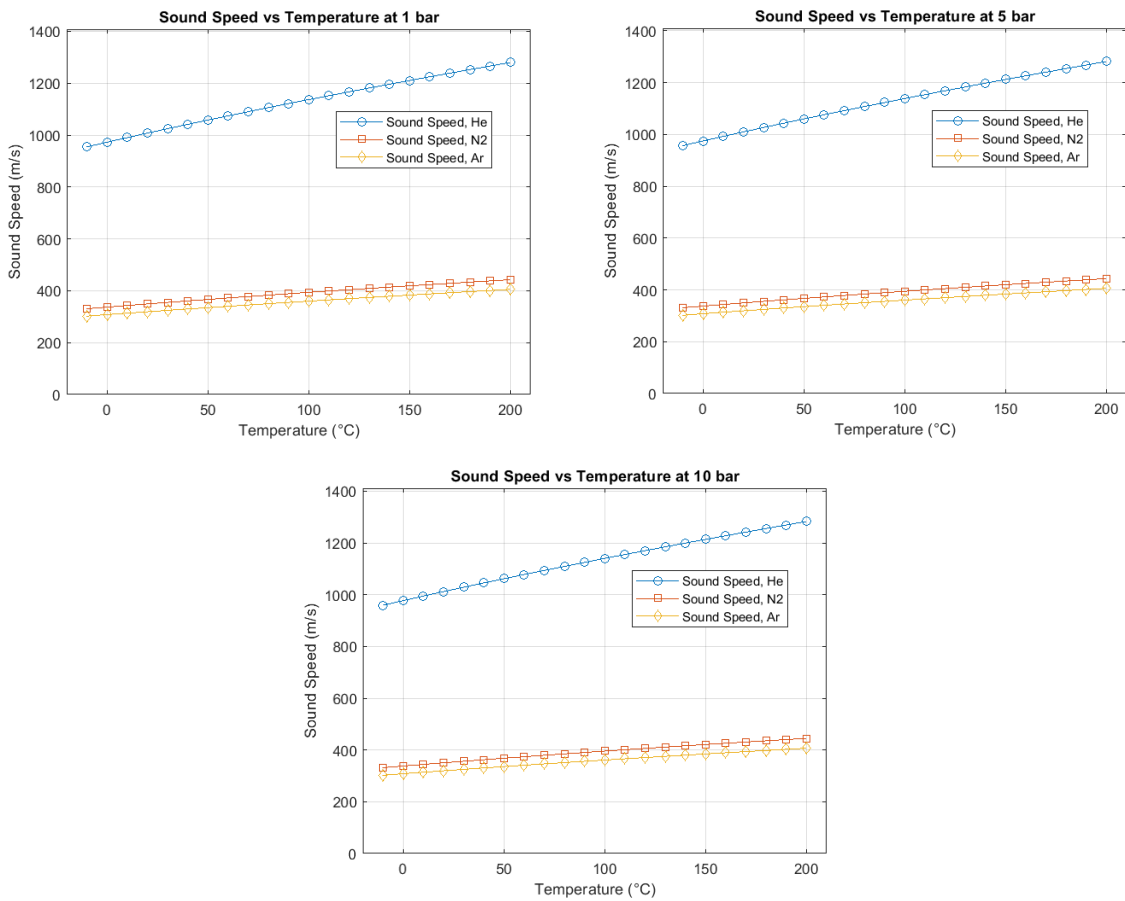 Sound Speed vs Temperature at 1 bar
1400
1200
1000
800
600
400
200
0
Sound Speed (m/s)
Sound Speed, He
Sound Speed, N2
Sound Speed, Ar
0 50 100 150 200
Temperature (°C)
Sound Speed vs Temperature at 5 bar
1400
1200
1000
800
600
400
200
0
Sound Speed (m/s)
Sound Speed, He
Sound Speed, N2
Sound Speed, Ar
0 50 100 150 200
Temperature (°C)
Sound Speed vs Temperature at 10 bar
1400
1200
1000
800
600
400
200
0
Sound Speed (m/s)
Sound Speed, He
Sound Speed, N2
Sound Speed, Ar
0 50 100 150 200
Temperature (°C)